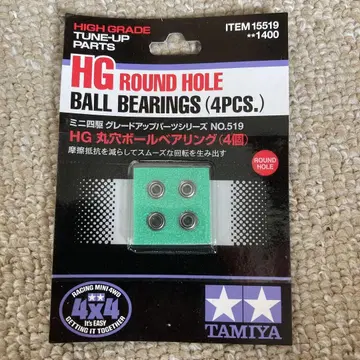 HIGH GRADE
TUNE-UP
PARTS
ITEM 15519
**1400
HG ROUND HOLE
BALL BEARINGS (4PCS.)
ミニ四駆 グレードアップパーツシリーズ NO.519
HG 丸穴ボールベアリング(4個)
摩擦抵抗を減らしてスムーズな回転を生み出す
ROUND
HOLE
RACING MINI 4WD
4x4
It's EASY
GETTING IT TOGETHER
TAMIYA